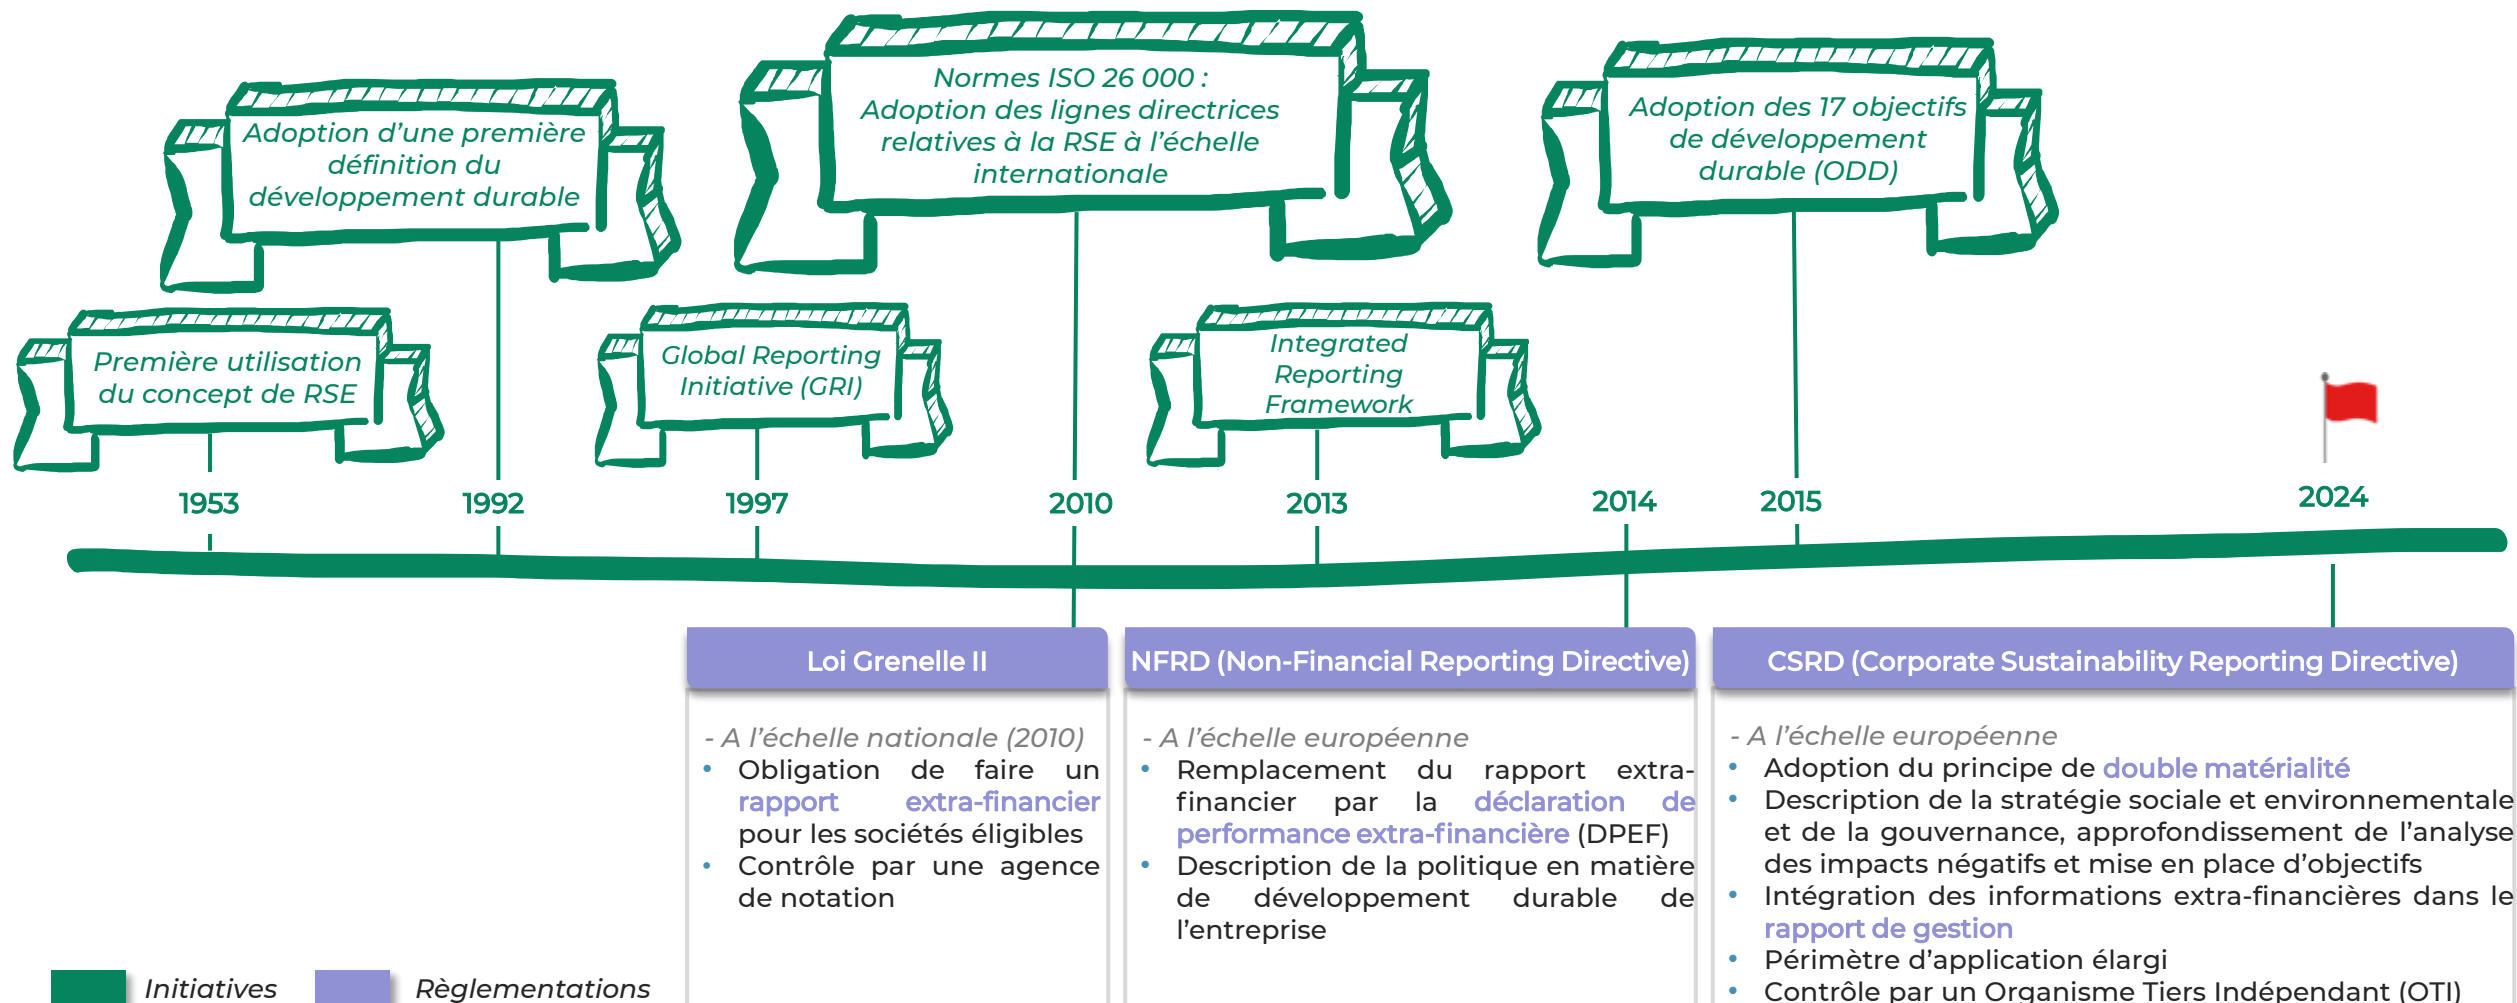 Adoption d’une première
définition du
développement durable
Normes ISO 26 000 :
Adoption des lignes directrices
relatives à la RSE à l’échelle
internationale
Adoption des 17 objectifs
de développement
durable (ODD)
Première utilisation
du concept de RSE
Global Reporting
Initiative (GRI)
Integrated
Reporting
Framework
1953
1992
1997
2010
2013
2014
2015
2024
Loi Grenelle II
- A l’échelle nationale (2010)
• Obligation de faire un
rapport extra-financier
pour les sociétés éligibles
• Contrôle par une agence
de notation
NFRD (Non-Financial Reporting Directive)
- A l’échelle européenne
• Remplacement du rapport extra-
financier par la déclaration de
performance extra-financière (DPEF)
• Description de la politique en matière
de développement durable de
l’entreprise
CSRD (Corporate Sustainability Reporting Directive)
- A l’échelle européenne
• Adoption du principe de double matérialité
• Description de la stratégie sociale et environnementale
et de la gouvernance, approfondissement de l’analyse
des impacts négatifs et mise en place d’objectifs
• Intégration des informations extra-financières dans le
rapport de gestion
• Périmètre d’application élargi
• Contrôle par un Organisme Tiers Indépendant (OTI)
Initiatives
Règlementations